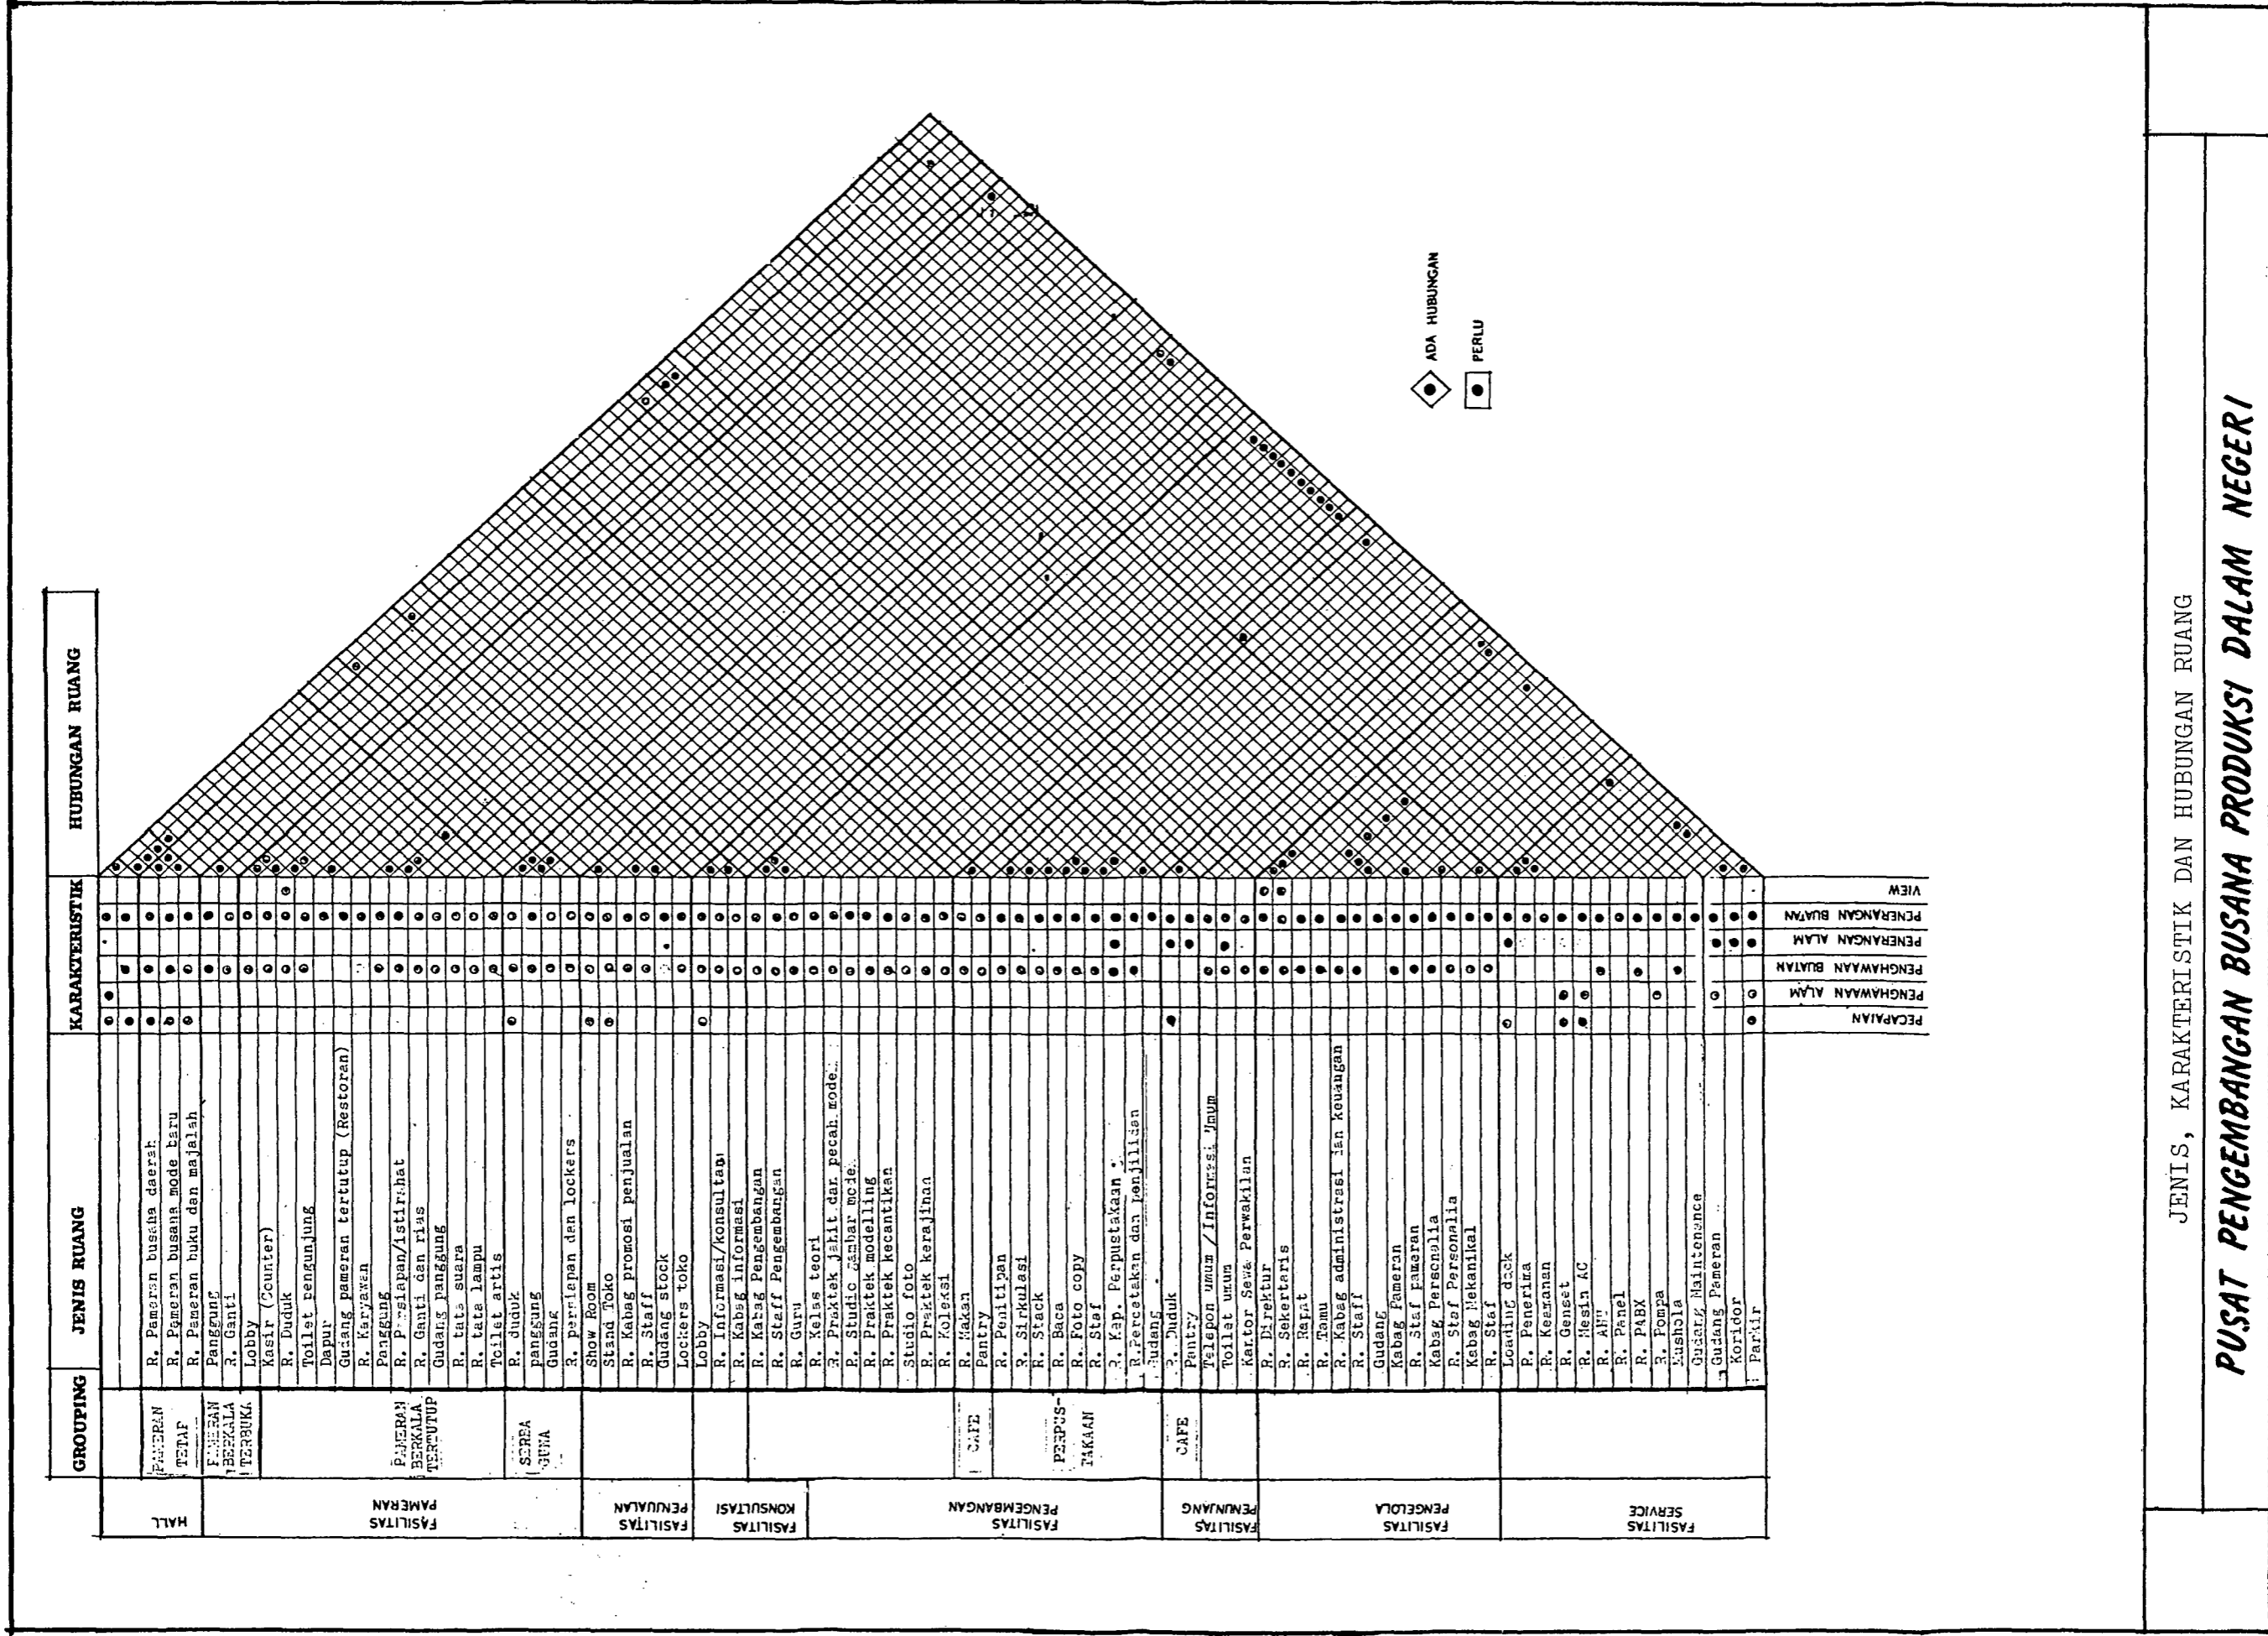 GROUPING
JENIS RUANG
KARAKTERISTIK
HUBUNGAN RUANG
HALL
FASILITAS
PAMERAN
FASILITAS
PENJUALAN
FASILITAS
KONSULTASI
FASILITAS
PENGEMBANGAN
FASILITAS
PENUNJANG
FASILITAS
PENGELOLA
FASILITAS
SERVICE
PAMERAN
TETAP
PAMERAN
BERKALA
TERBUKA
PAMERAN
BERKALA
TERTUTUP
SERBA
GUNA
CAFE
PERPUS-
TAKAAN
CAFE
R. Pameran busana daerah
R. Pameran busana mode baru
R. Pameran buku dan majalah
Panggung
R. Ganti
Lobby
Kasir (Counter)
R. Duduk
Toilet pengunjung
Dapur
Gudang pameran tertutup (Restoran)
R. Karyawan
Panggung
R. Persiapan/istirahat
R. Ganti dan rias
Gudang panggung
R. tata suara
R. tata lampu
Toilet artis
R. duduk
panggung
Gudang
R. persiapan dan lockers
Show Room
Stand Toko
R. Kabag promosi penjualan
R. Staff
Gudang stock
Lockers toko
Lobby
R. Informasi/konsultan
R. Kabag informasi
R. Kabag Pengembangan
R. Staff Pengembangan
R. Guru
R. Kelas teori
R. Praktek jahit dan pecah mode
R. Studio gambar mode
R. Praktek modelling
R. Praktek kecantikan
Studio foto
R. Praktek kerajinan
R. Koleksi
R. Makan
Pantry
R. Penitipan
R. Sirkulasi
R. Stack
R. Baca
R. Foto copy
R. Staf
R. Kep. Perpustakaan
R.Percetakan dan penjilidan
Gudang
R. Duduk
Pantry
Telepon umum / Informasi Umum
Toilet umum
Kantor Sewa Perwakilan
R. Direktur
R. Sekertaris
R. Rapat
R. Tamu
R. Kabag administrasi dan keuangan
R. Staff
Gudang
Kabag Pameran
R. Staf pameran
Kabag Personalia
R. Staf Personalia
Kabag Mekanikal
R. Staf
Loading dock
R. Penerima
R. Keamanan
R. Genset
R. Mesin AC
R. AHU
R. Panel
R. PABX
R. Pompa
Mushola
Gudang Maintenance
Gudang Pameran
Koridor
Parkir
VIEW
PENERANGAN BUATAN
PENERANGAN ALAM
PENGHAWAAN BUATAN
PENGHAWAAN ALAM
PECAPAIAN
ADA HUBUNGAN
PERLU
JENIS, KARAKTERISTIK DAN HUBUNGAN RUANG
PUSAT PENGEMBANGAN BUSANA PRODUKSI DALAM NEGERI